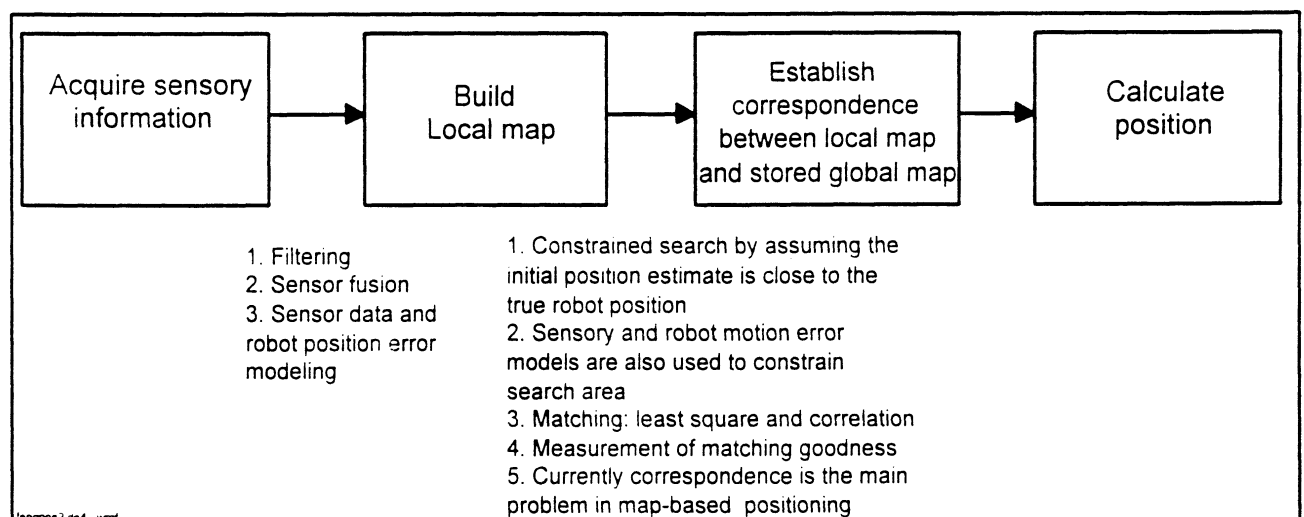 Acquire sensory
information
Build
Local map
Establish
correspondence
between local map
and stored global map
Calculate
position
1. Filtering
2. Sensor fusion
3. Sensor data and
robot position error
modeling
1. Constrained search by assuming the
initial position estimate is close to the
true robot position
2. Sensory and robot motion error
models are also used to constrain
search area
3. Matching: least square and correlation
4. Measurement of matching goodness
5. Currently correspondence is the main
problem in map-based positioning